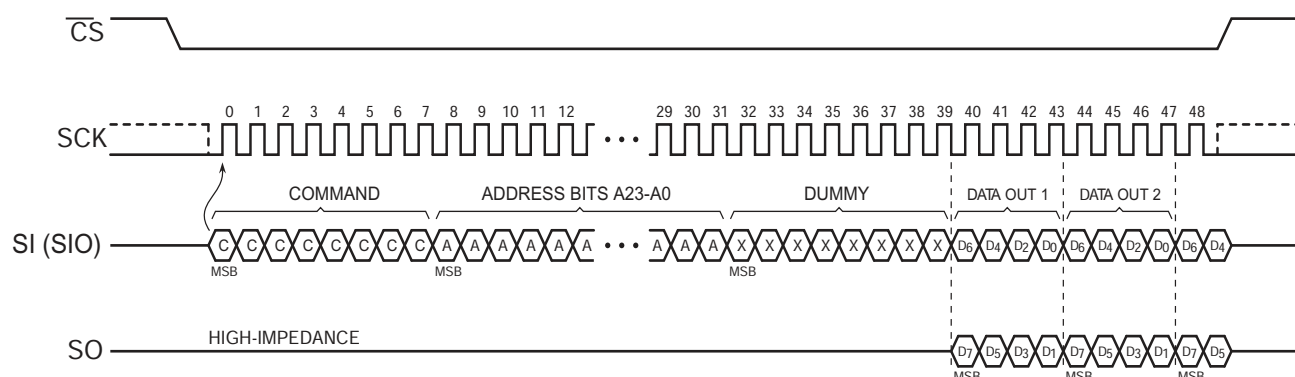 CS
SCK
0 1 2 3 4 5 6 7 8 9 10 11 12 29 30 31 32 33 34 35 36 37 38 39 40 41 42 43 44 45 46 47 48
COMMAND ADDRESS BITS A23-A0 DUMMY DATA OUT 1 DATA OUT 2
SI (SIO)
C C C C C C C C A A A A A A A A A X X X X X X X X D6 D4 D2 D0 D6 D4 D2 D0 D6 D4
MSB MSB MSB
HIGH-IMPEDANCE
SO
D7 D5 D3 D1 D7 D5 D3 D1 D7 D5
MSB MSB MSB